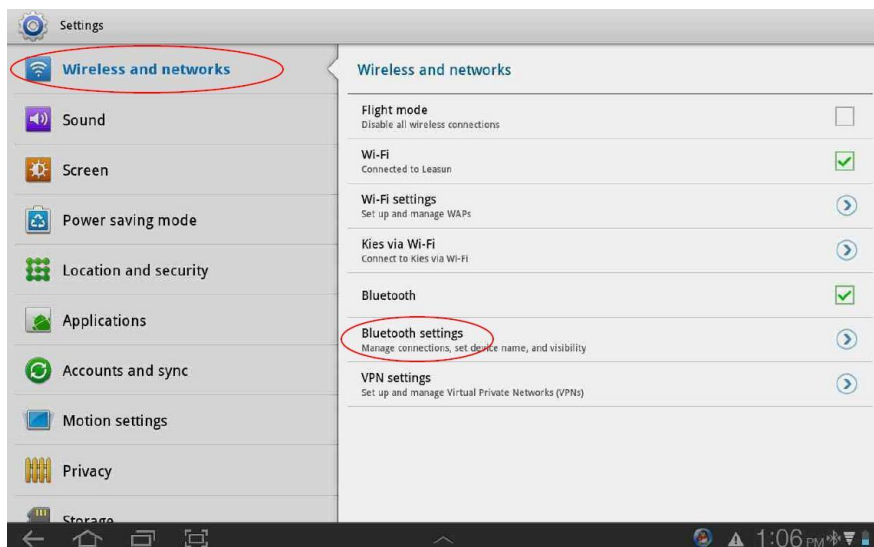 Settings
Wireless and networks
Sound
Screen
Power saving mode
Location and security
Applications
Accounts and sync
Motion settings
Privacy
Storage
Wireless and networks
Flight mode
Disable all wireless connections
Wi-Fi
Connected to Leasun
Wi-Fi settings
Set up and manage WAPs
Kies via Wi-Fi
Connect to Kies via Wi-Fi
Bluetooth
Bluetooth settings
Manage connections, set device name, and visibility
VPN settings
Set up and manage Virtual Private Networks (VPNs)
1:06 PM